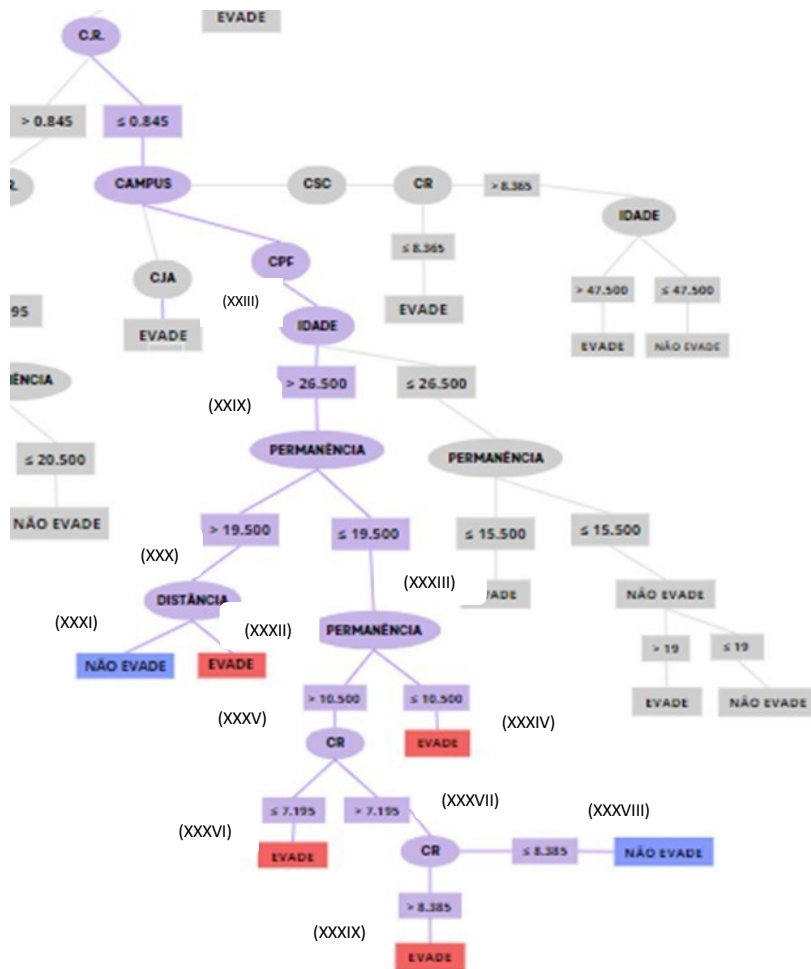 EVADE
C.R.
> 0.845
≤ 0.845
CAMPUS
CSC
CR
> 8.365
IDADE
≤ 8.365
EVADE
> 47.500
≤ 47.500
EVADE
NÃO EVADE
CJA
EVADE
CPF
(XXIII)
IDADE
95
ÊNCIA
≤ 20.500
NÃO EVADE
> 26.500
≤ 26.500
(XXIX)
PERMANÊNCIA
PERMANÊNCIA
> 19.500
≤ 19.500
≤ 15.500
≤ 15.500
(XXX)
(XXXIII)
DISTÂNCIA
ADE
NÃO EVADE
(XXXI)
(XXXII)
PERMANÊNCIA
> 19
≤ 19
NÃO EVADE
EVADE
EVADE
NÃO EVADE
> 10.500
≤ 10.500
(XXXV)
(XXXIV)
CR
EVADE
≤ 7.195
> 7.195
(XXXVII)
(XXXVIII)
(XXXVI)
EVADE
CR
≤ 8.385
NÃO EVADE
> 8.385
(XXXIX)
EVADE